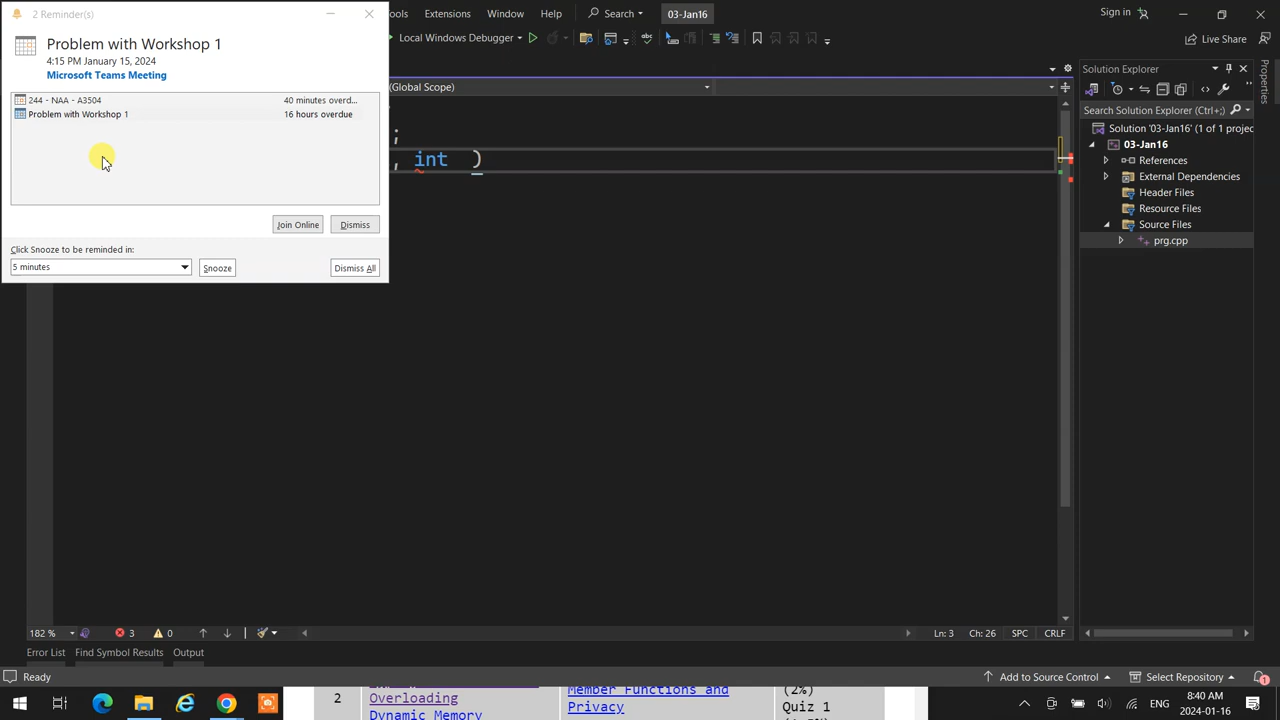 2 Reminder(s)
Problem with Workshop 1
4:15 PM January 15, 2024
Microsoft Teams Meeting
244 - NAA - A3504 40 minutes overd...
Problem with Workshop 1 16 hours overdue
Join Online Dismiss
Click Snooze to be reminded in:
5 minutes Snooze Dismiss All
Extensions Window Help Search 03-Jan16 Sign in
Local Windows Debugger Live Share
(Global Scope)
;
, int )
Solution Explorer
Search Solution Explorer (Ctrl+;)
Solution '03-Jan16' (1 of 1 projec
03-Jan16
References
External Dependencies
Header Files
Resource Files
Source Files
prg.cpp
Properties
182 % 3 0 Ln: 3 Ch: 26 SPC CRLF
Error List Find Symbol Results Output
Ready Add to Source Control Select Repository 1
2 Overloading
Dynamic Memory
Member Functions and
Privacy
(2%)
Quiz 1
8:40 AM
2024-01-16